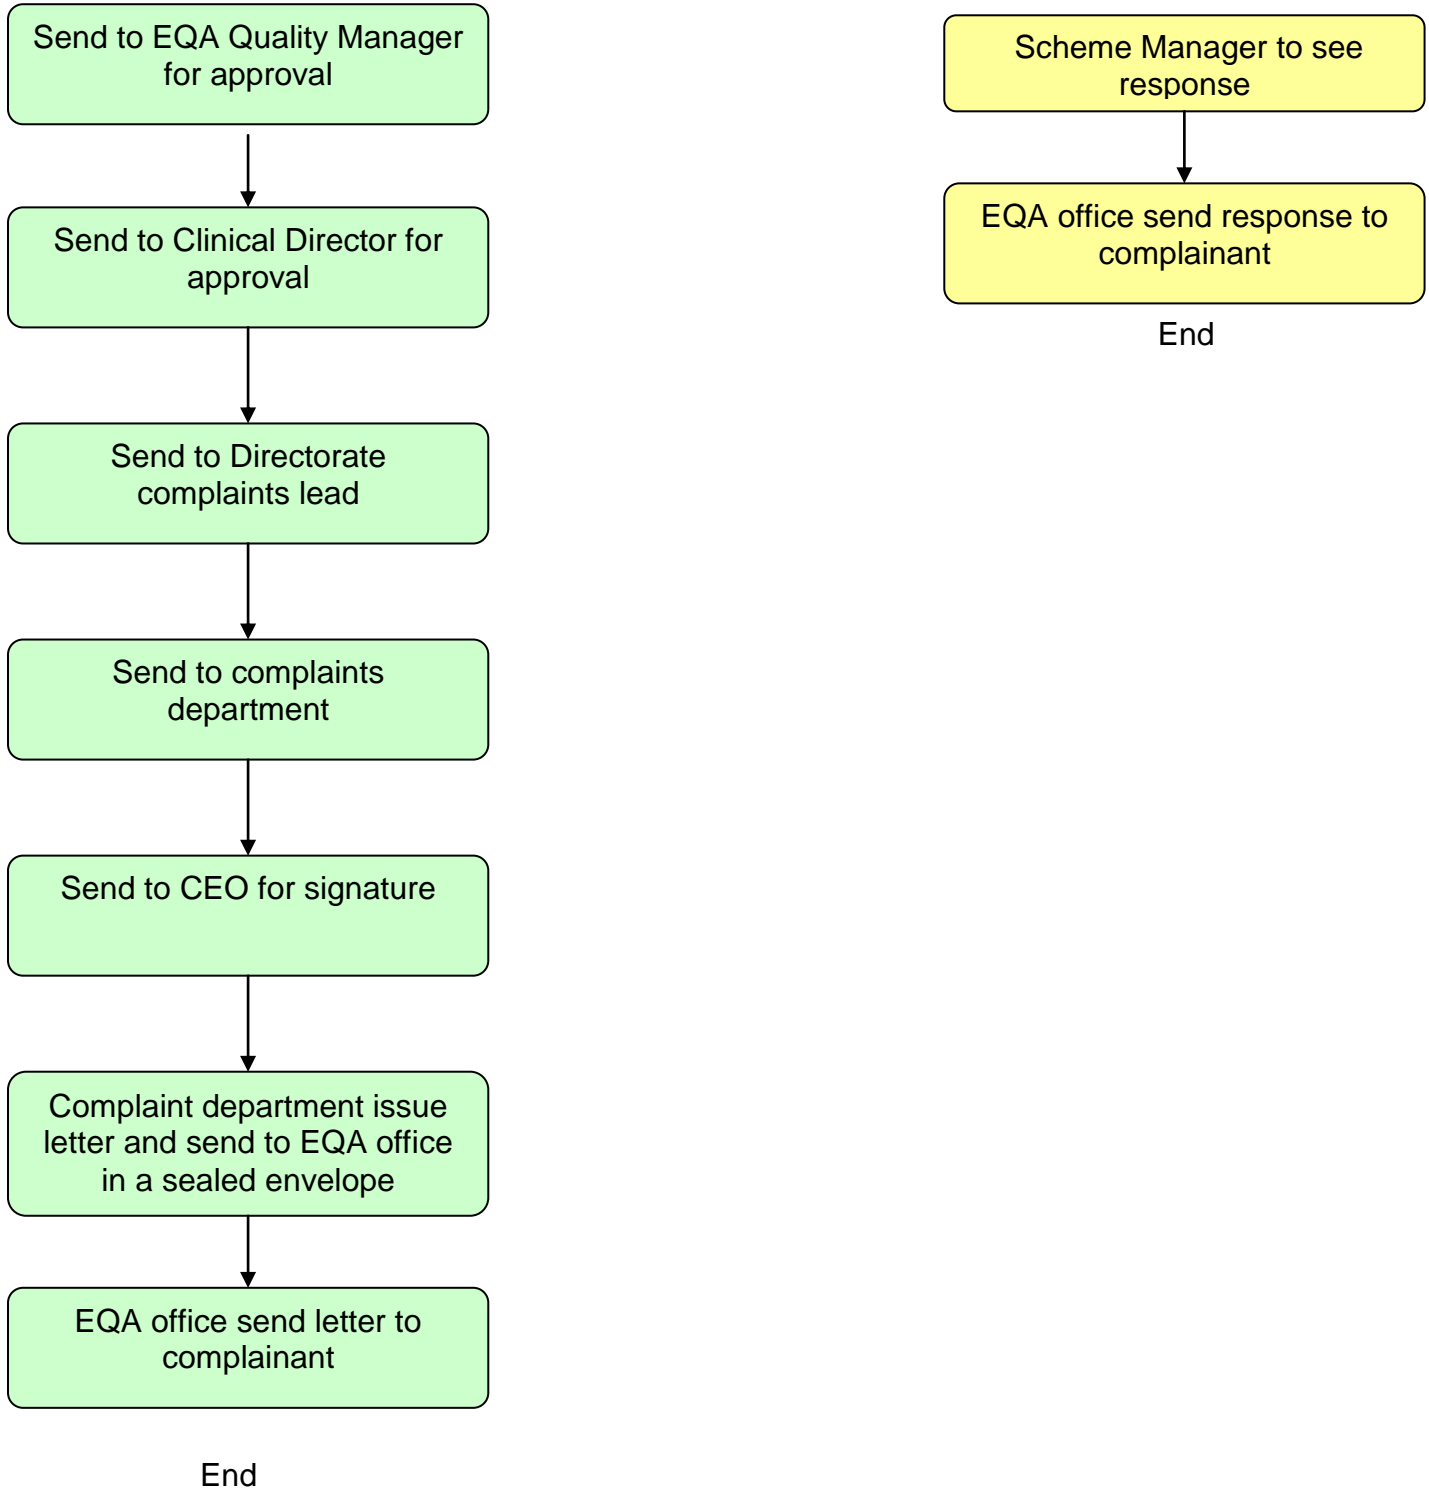 Send to EQA Quality Manager
for approval
Send to Clinical Director for
approval
Send to Directorate
complaints lead
Send to complaints
department
Send to CEO for signature
Complaint department issue
letter and send to EQA office
in a sealed envelope
EQA office send letter to
complainant
End
Scheme Manager to see
response
EQA office send response to
complainant
End